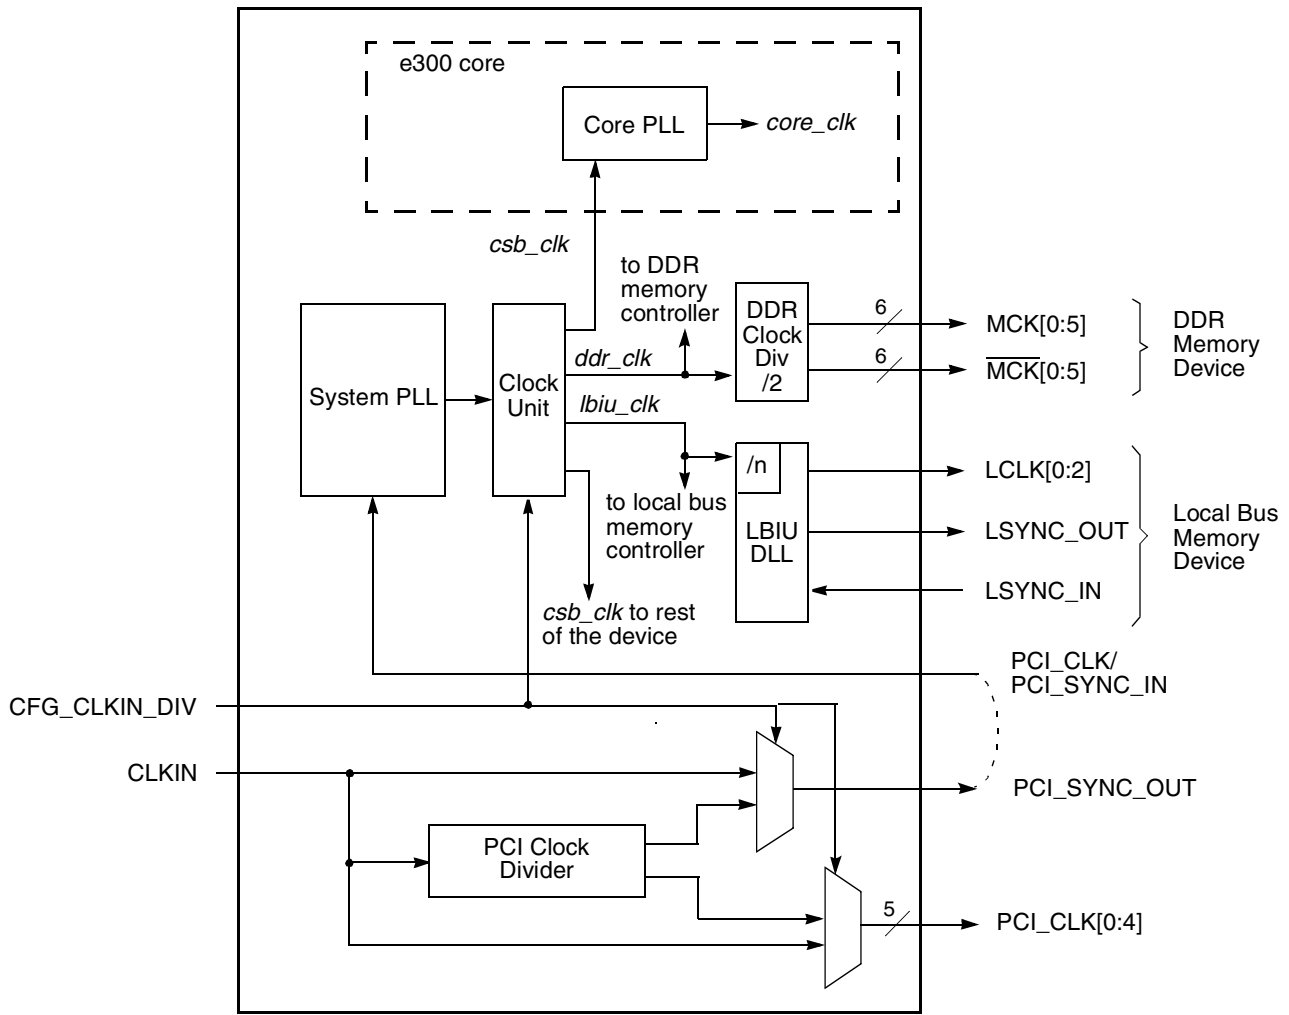 e300 core
Core PLL
core_clk
csb_clk
to DDR
memory
controller
DDR
Clock
Div
/2
6
MCK[0:5]
6
M̅C̅K̅[0:5]
DDR
Memory
Device
System PLL
Clock
Unit
ddr_clk
lbiu_clk
/n
LBIU
DLL
to local bus
memory
controller
LCLK[0:2]
LSYNC_OUT
LSYNC_IN
Local Bus
Memory
Device
csb_clk to rest
of the device
PCI_CLK/
PCI_SYNC_IN
CFG_CLKIN_DIV
CLKIN
PCI_SYNC_OUT
PCI Clock
Divider
5
PCI_CLK[0:4]